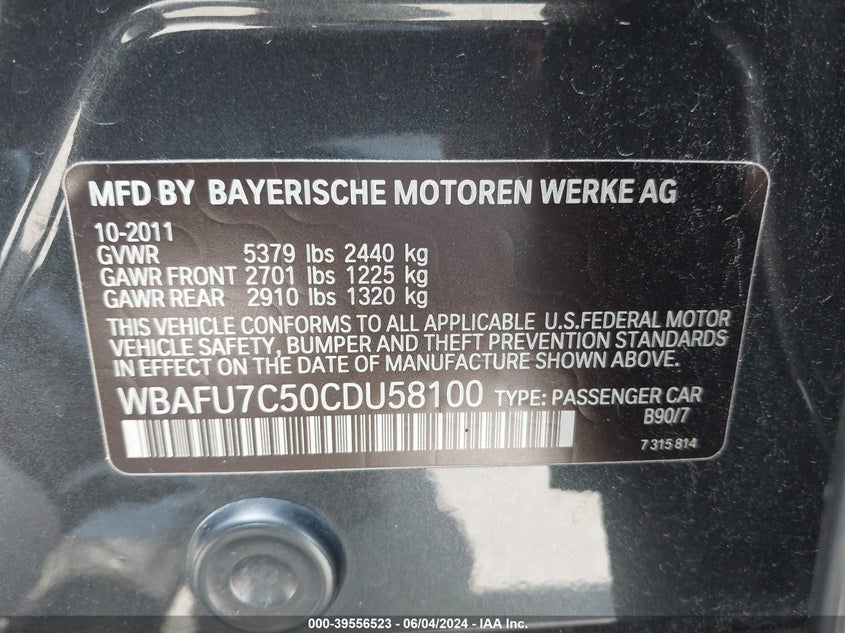 MFD BY BAYERISCHE MOTOREN WERKE AG
10-2011
GVWR 5379 lbs 2440 kg
GAWR FRONT 2701 lbs 1225 kg
GAWR REAR 2910 lbs 1320 kg
THIS VEHICLE CONFORMS TO ALL APPLICABLE U.S.FEDERAL MOTOR
VEHICLE SAFETY, BUMPER AND THEFT PREVENTION STANDARDS
IN EFFECT ON THE DATE OF MANUFACTURE SHOWN ABOVE.
WBAFU7C50CDU58100 TYPE: PASSENGER CAR
B90/7
7 315 814
000-39556523 - 06/04/2024 - IAA Inc.